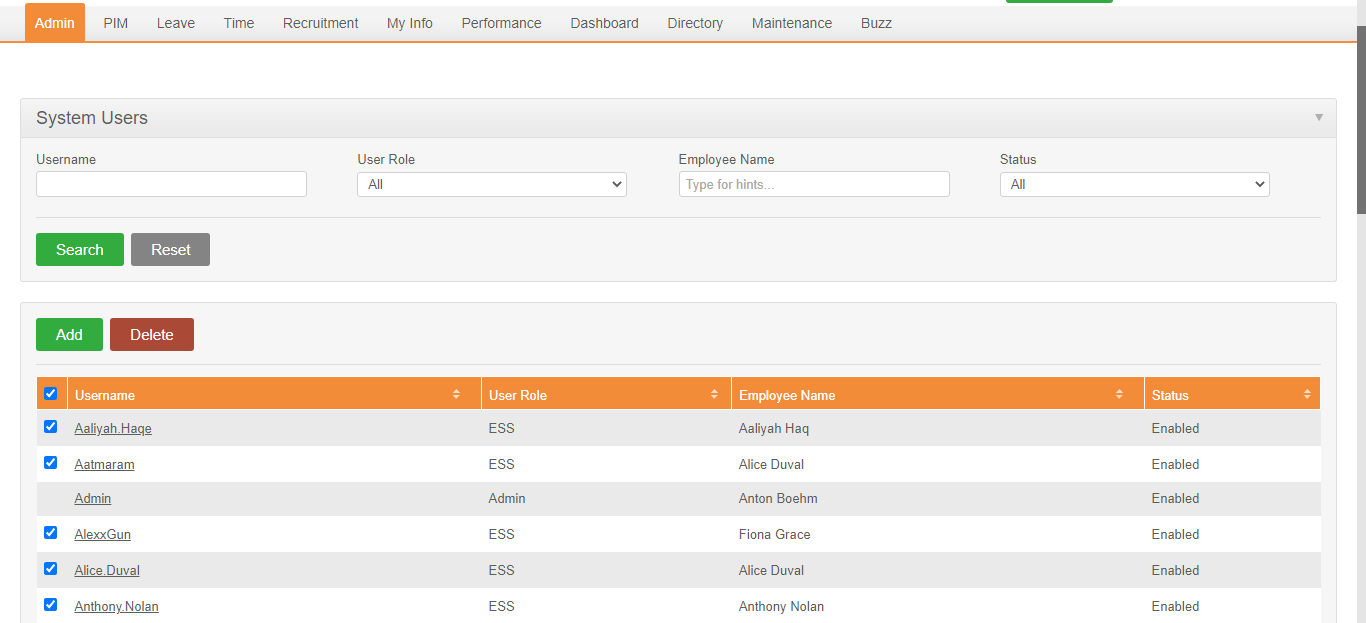 Admin PIM Leave Time Recruitment My Info Performance Dashboard Directory Maintenance Buzz
System Users
Username User Role Employee Name Status
All Type for hints... All
Search Reset
Add Delete
Username User Role Employee Name Status
Aaliyah.Haqe ESS Aaliyah Haq Enabled
Aatmaram ESS Alice Duval Enabled
Admin Admin Anton Boehm Enabled
AlexxGun ESS Fiona Grace Enabled
Alice.Duval ESS Alice Duval Enabled
Anthony.Nolan ESS Anthony Nolan Enabled